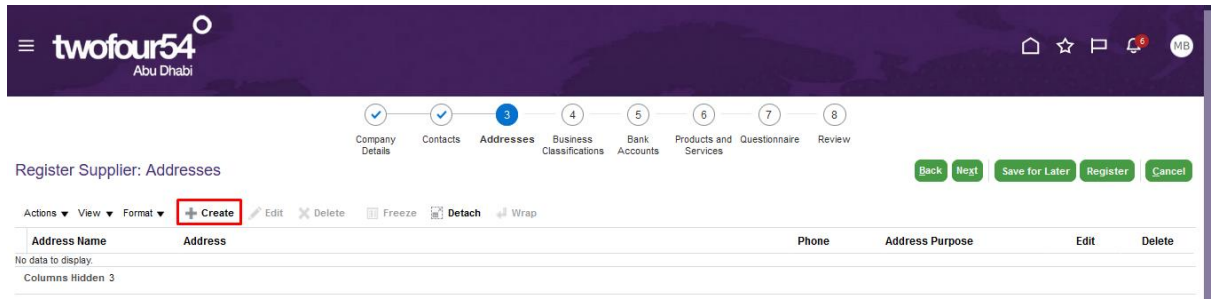 twofour54
Abu Dhabi
6
MB
3 4 5 6 7 8
Company Details Contacts Addresses Business Classifications Bank Accounts Products and Services Questionnaire Review
Register Supplier: Addresses
Back Next Save for Later Register Cancel
Actions View Format Create Edit Delete Freeze Detach Wrap
Address Name Address Phone Address Purpose Edit Delete
No data to display.
Columns Hidden 3